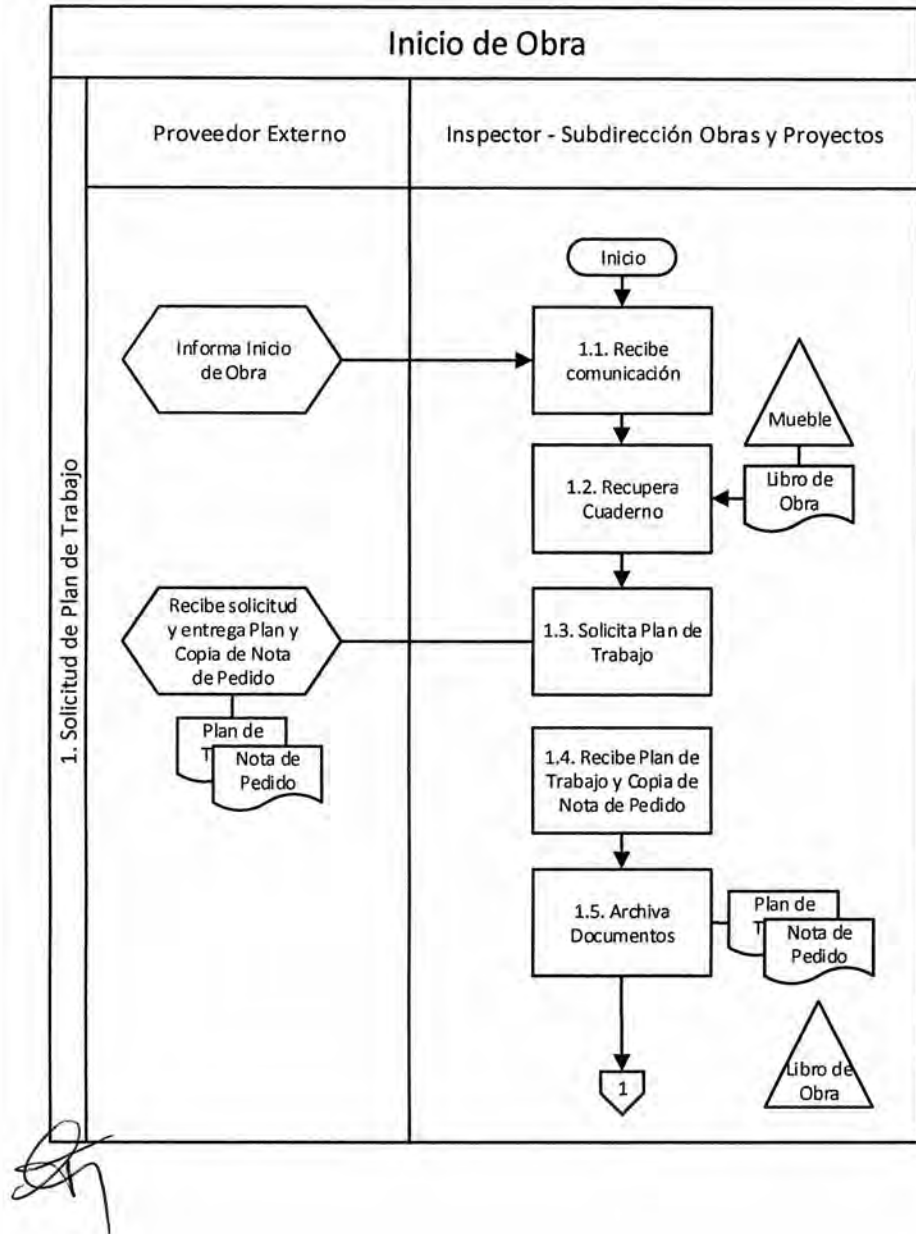 Inicio de Obra
Proveedor Externo
Inspector - Subdirección Obras y Proyectos
1. Solicitud de Plan de Trabajo
Inicio
Informa Inicio
de Obra
1.1. Recibe
comunicación
Mueble
Libro de
Obra
1.2. Recupera
Cuaderno
Recibe solicitud
y entrega Plan y
Copia de Nota
de Pedido
1.3. Solicita Plan de
Trabajo
Plan de
T
Nota de
Pedido
1.4. Recibe Plan de
Trabajo y Copia de
Nota de Pedido
1.5. Archiva
Documentos
Plan de
T
Nota de
Pedido
Libro de
Obra
1